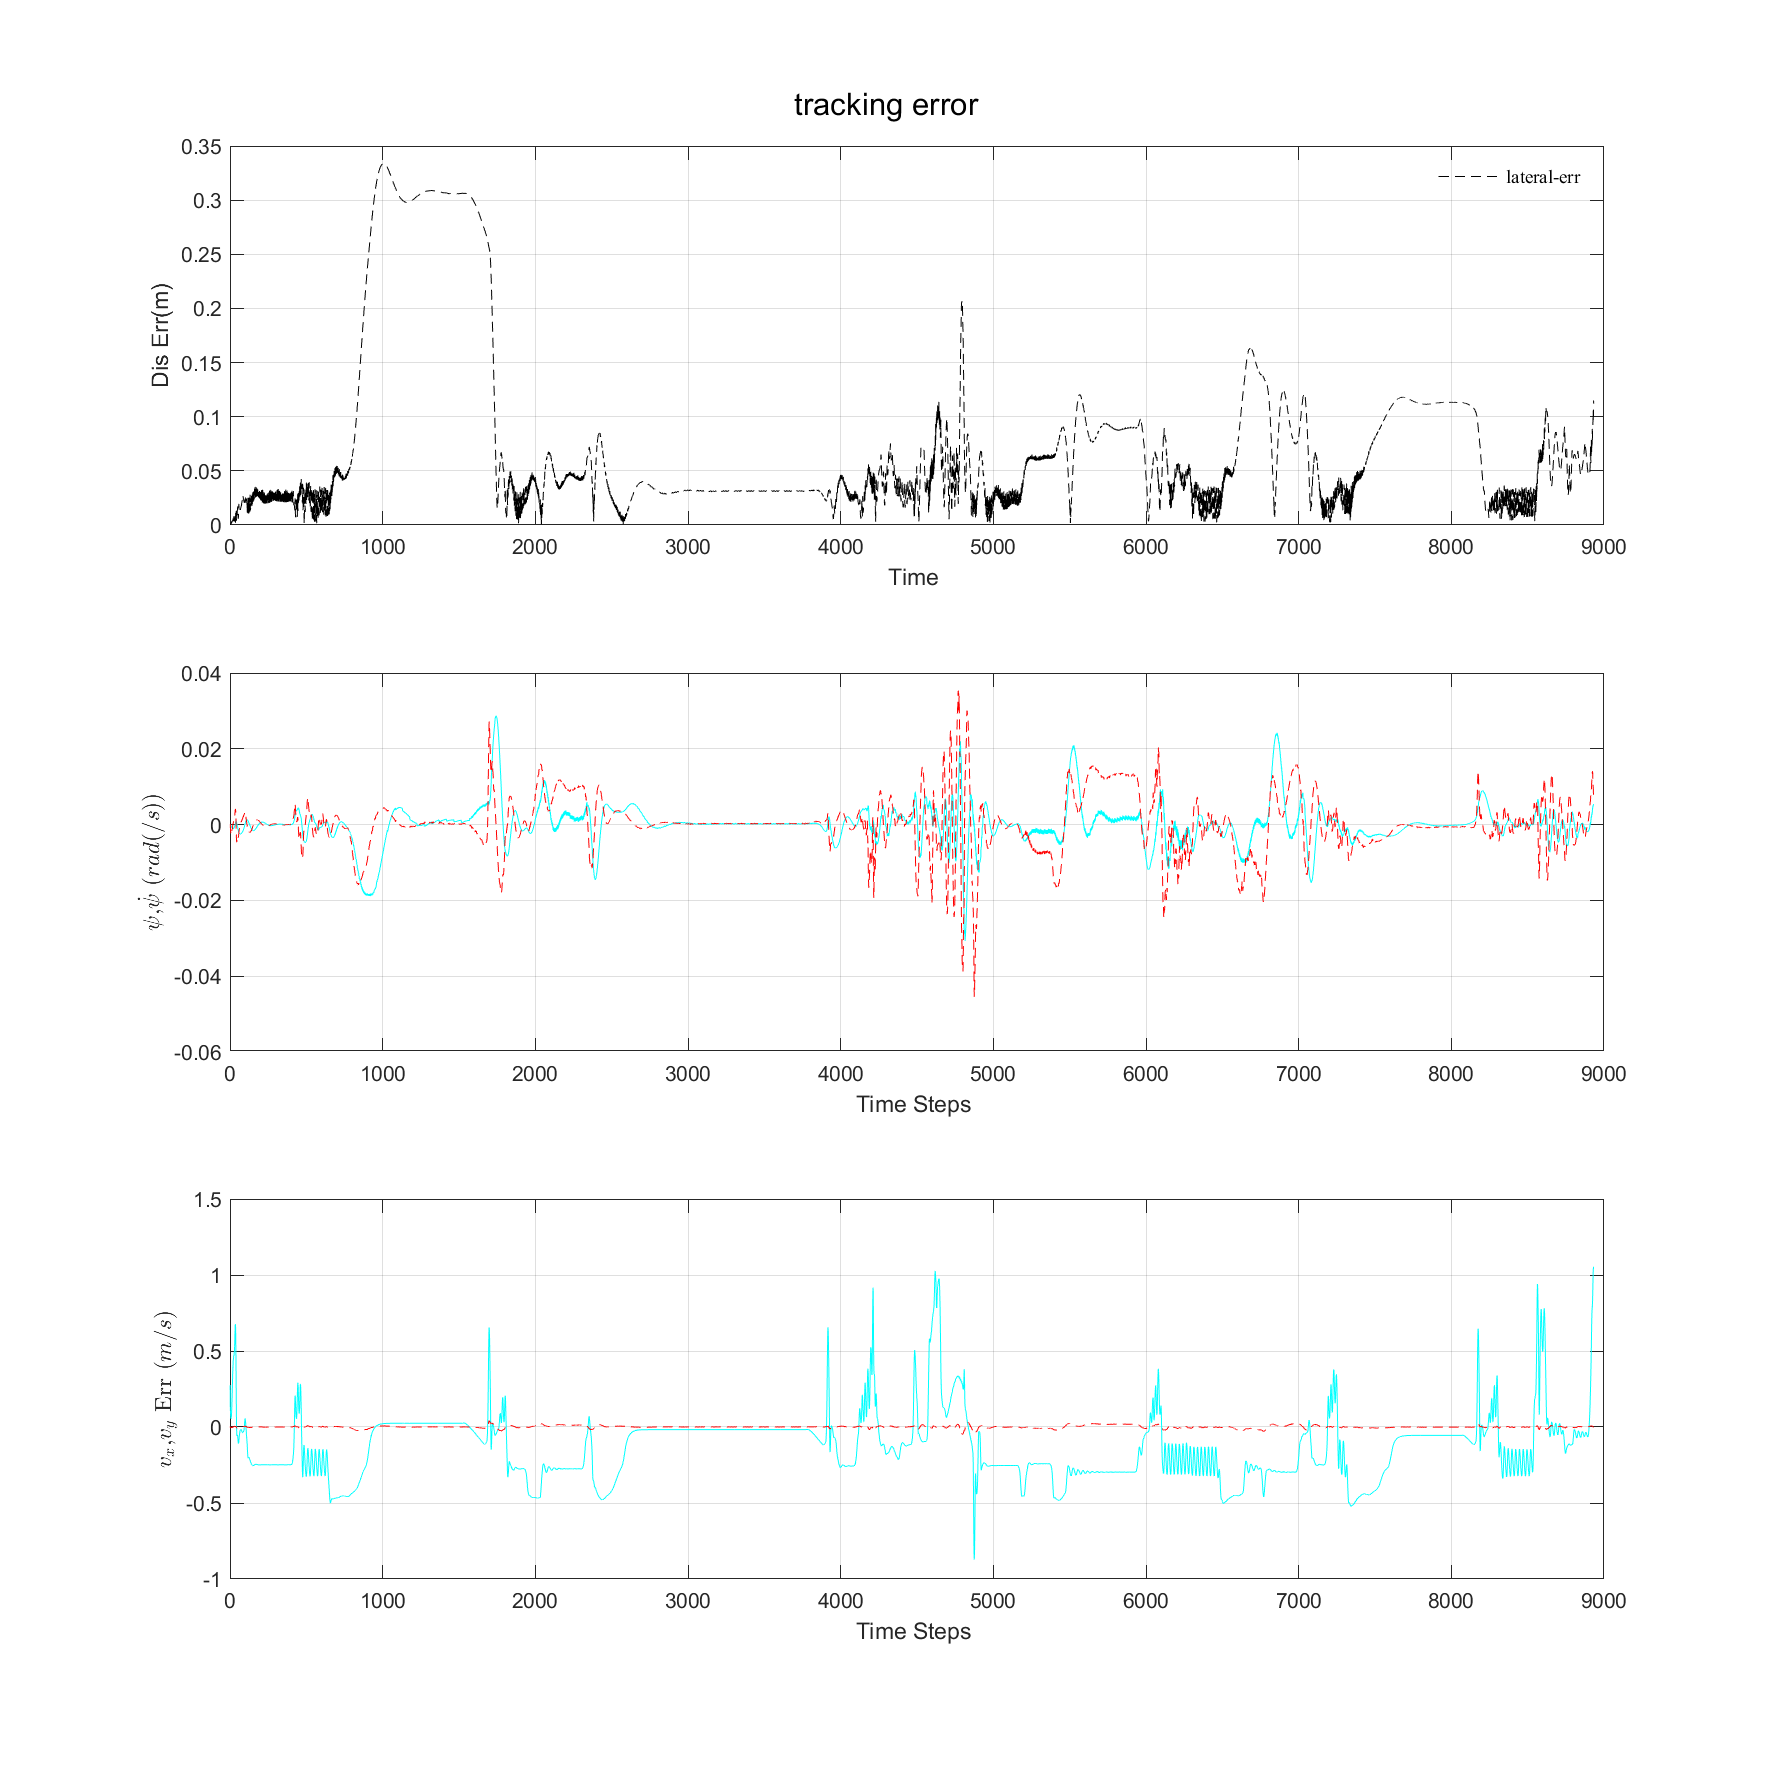 tracking error
0.35
0.3
0.25
0.2
0.15
0.1
0.05
0
Dis Err(m)
lateral-err
0 1000 2000 3000 4000 5000 6000 7000 8000 9000
Time
0.04
0.02
0
-0.02
-0.04
-0.06
ψ,ψ̇ (rad(/s))
0 1000 2000 3000 4000 5000 6000 7000 8000 9000
Time Steps
1.5
1
0.5
0
-0.5
-1
vₓ,v_y Err (m/s)
0 1000 2000 3000 4000 5000 6000 7000 8000 9000
Time Steps